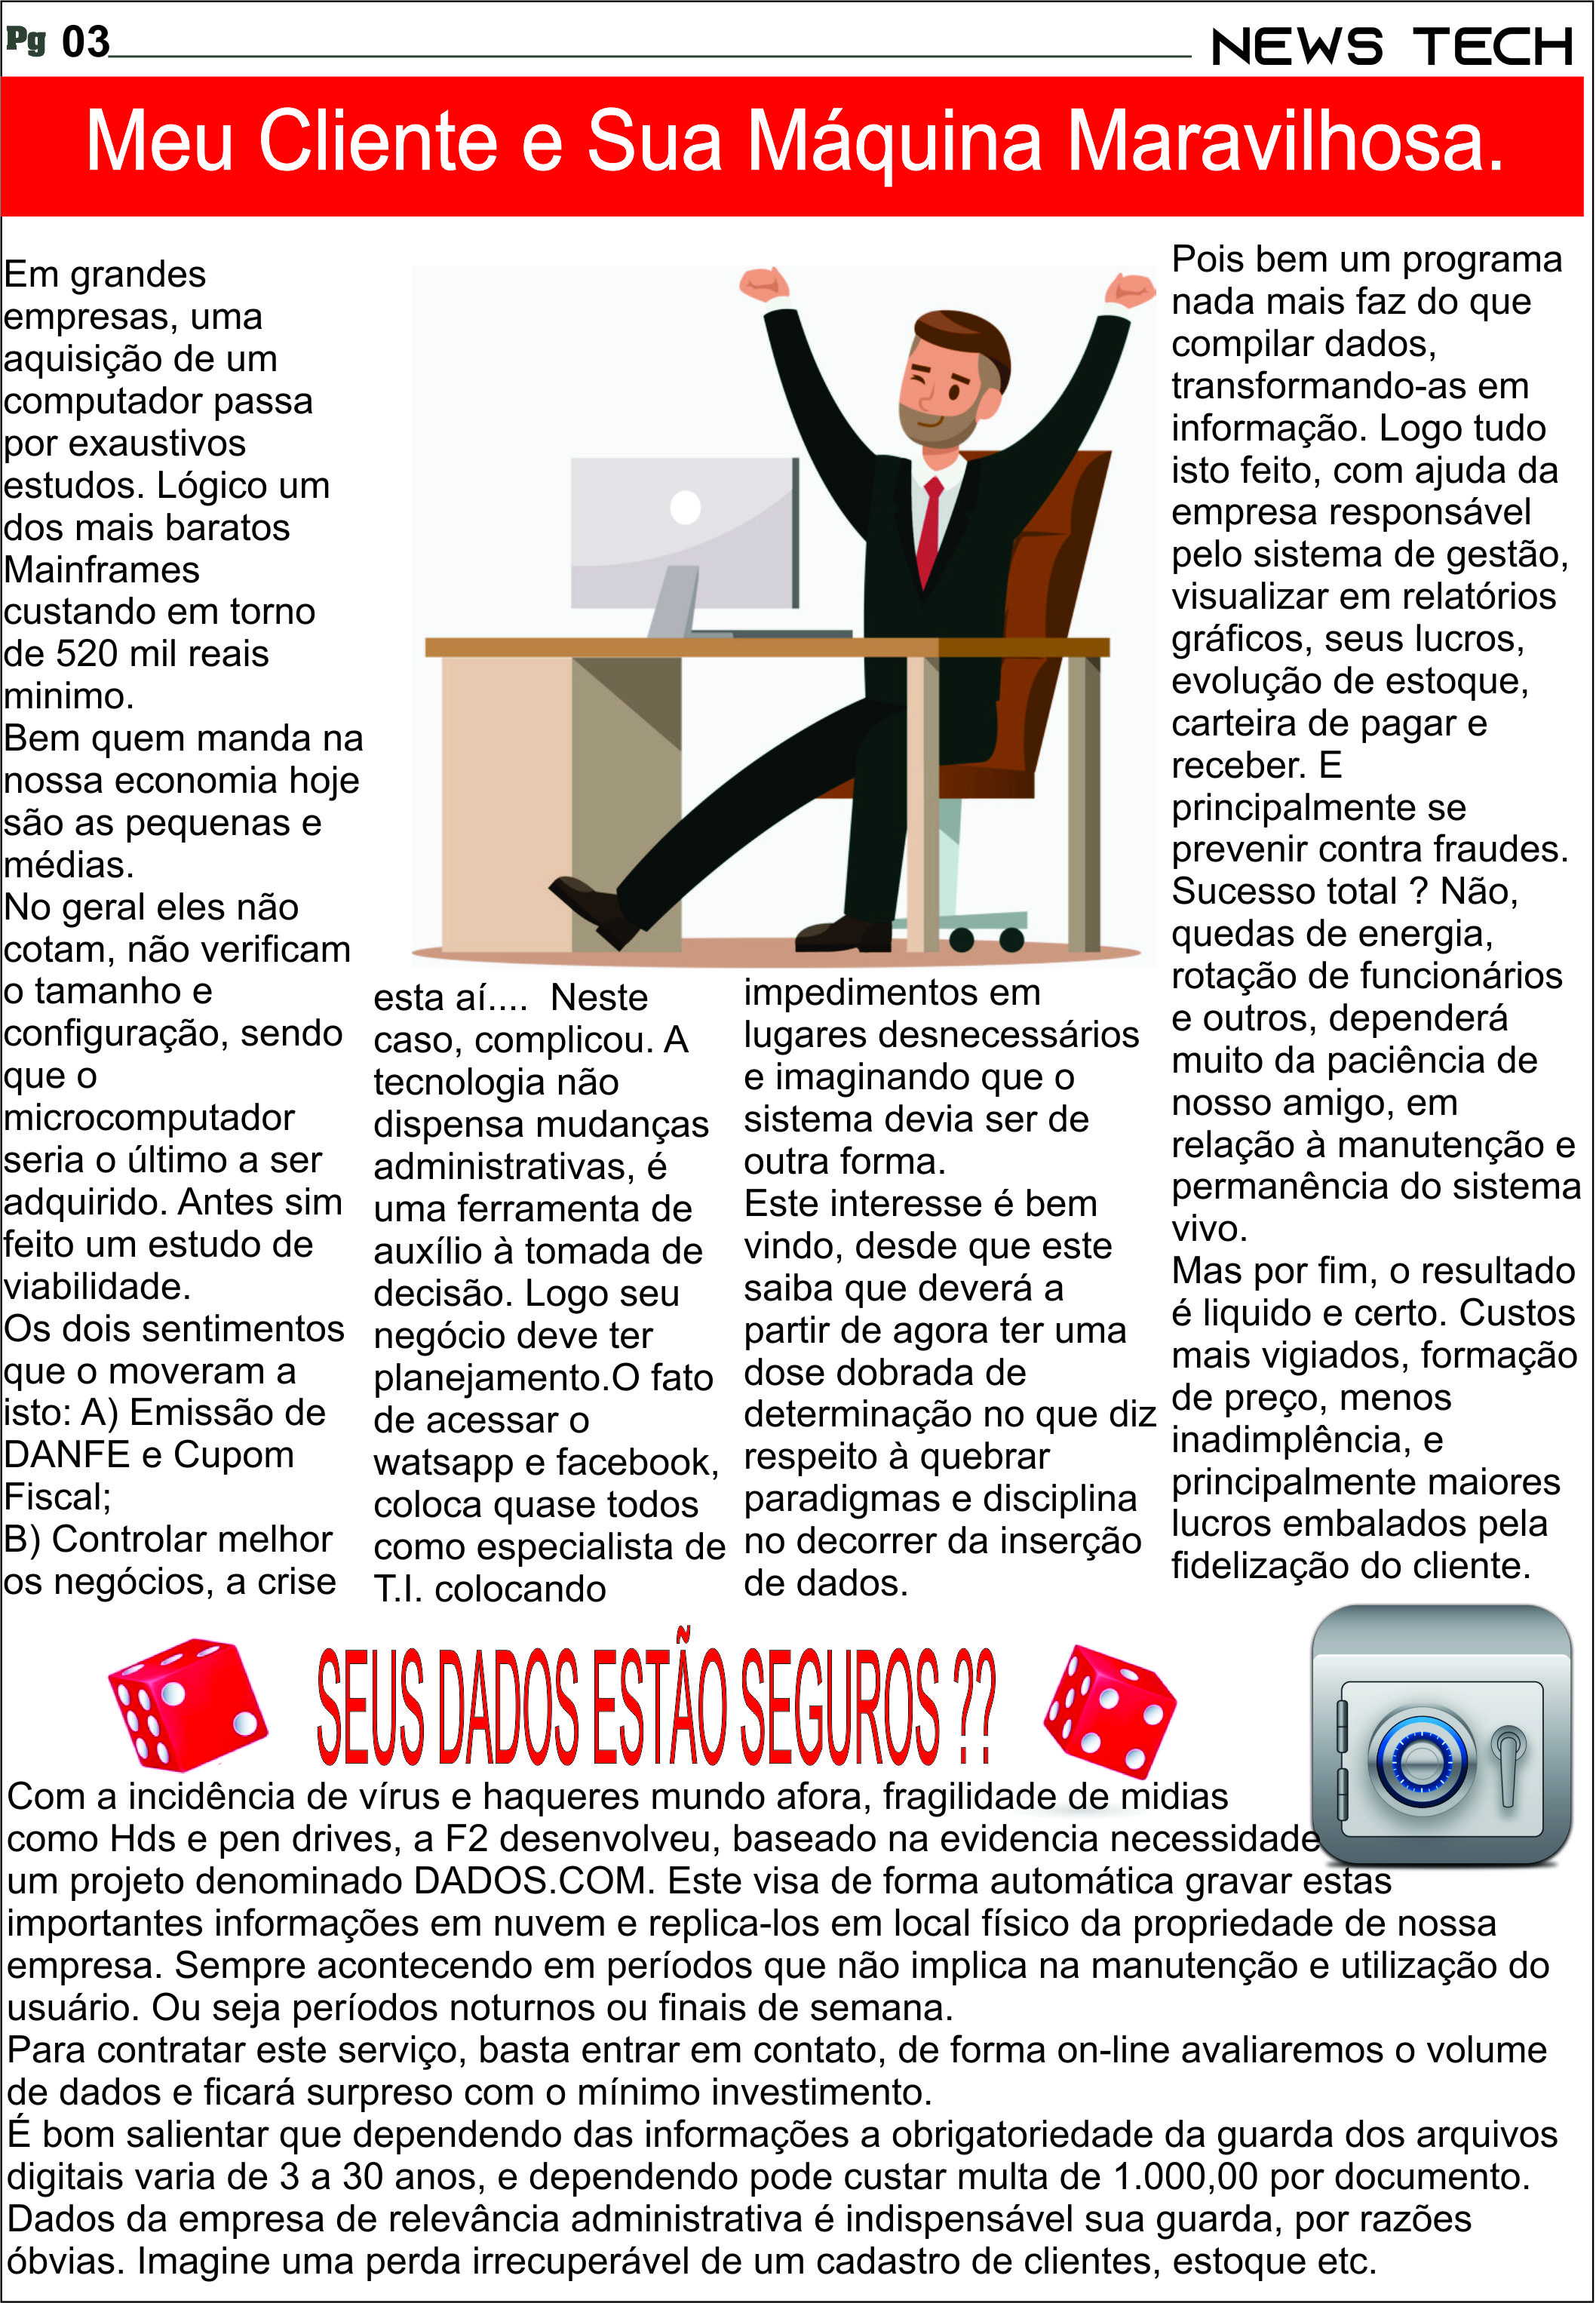 Pg 03
NEWS TECH
Meu Cliente e Sua Máquina Maravilhosa.
Em grandes
empresas, uma
aquisição de um
computador passa
por exaustivos
estudos. Lógico um
dos mais baratos
Mainframes
custando em torno
de 520 mil reais
minimo.
Bem quem manda na
nossa economia hoje
são as pequenas e
médias.
No geral eles não
cotam, não verificam
o tamanho e
configuração, sendo
que o
microcomputador
seria o último a ser
adquirido. Antes sim
feito um estudo de
viabilidade.
Os dois sentimentos
que o moveram a
isto: A) Emissão de
DANFE e Cupom
Fiscal;
B) Controlar melhor
os negócios, a crise
esta aí.... Neste
caso, complicou. A
tecnologia não
dispensa mudanças
administrativas, é
uma ferramenta de
auxílio à tomada de
decisão. Logo seu
negócio deve ter
planejamento.O fato
de acessar o
watsapp e facebook,
coloca quase todos
como especialista de
T.I. colocando
impedimentos em
lugares desnecessários
e imaginando que o
sistema devia ser de
outra forma.
Este interesse é bem
vindo, desde que este
saiba que deverá a
partir de agora ter uma
dose dobrada de
determinação no que diz
respeito à quebrar
paradigmas e disciplina
no decorrer da inserção
de dados.
Pois bem um programa
nada mais faz do que
compilar dados,
transformando-as em
informação. Logo tudo
isto feito, com ajuda da
empresa responsável
pelo sistema de gestão,
visualizar em relatórios
gráficos, seus lucros,
evolução de estoque,
carteira de pagar e
receber. E
principalmente se
prevenir contra fraudes.
Sucesso total ? Não,
quedas de energia,
rotação de funcionários
e outros, dependerá
muito da paciência de
nosso amigo, em
relação à manutenção e
permanência do sistema
vivo.
Mas por fim, o resultado
é liquido e certo. Custos
mais vigiados, formação
de preço, menos
inadimplência, e
principalmente maiores
lucros embalados pela
fidelização do cliente.
SEUS DADOS ESTÃO SEGUROS ??
Com a incidência de vírus e haqueres mundo afora, fragilidade de midias
como Hds e pen drives, a F2 desenvolveu, baseado na evidencia necessidade
um projeto denominado DADOS.COM. Este visa de forma automática gravar estas
importantes informações em nuvem e replica-los em local físico da propriedade de nossa
empresa. Sempre acontecendo em períodos que não implica na manutenção e utilização do
usuário. Ou seja períodos noturnos ou finais de semana.
Para contratar este serviço, basta entrar em contato, de forma on-line avaliaremos o volume
de dados e ficará surpreso com o mínimo investimento.
É bom salientar que dependendo das informações a obrigatoriedade da guarda dos arquivos
digitais varia de 3 a 30 anos, e dependendo pode custar multa de 1.000,00 por documento.
Dados da empresa de relevância administrativa é indispensável sua guarda, por razões
óbvias. Imagine uma perda irrecuperável de um cadastro de clientes, estoque etc.